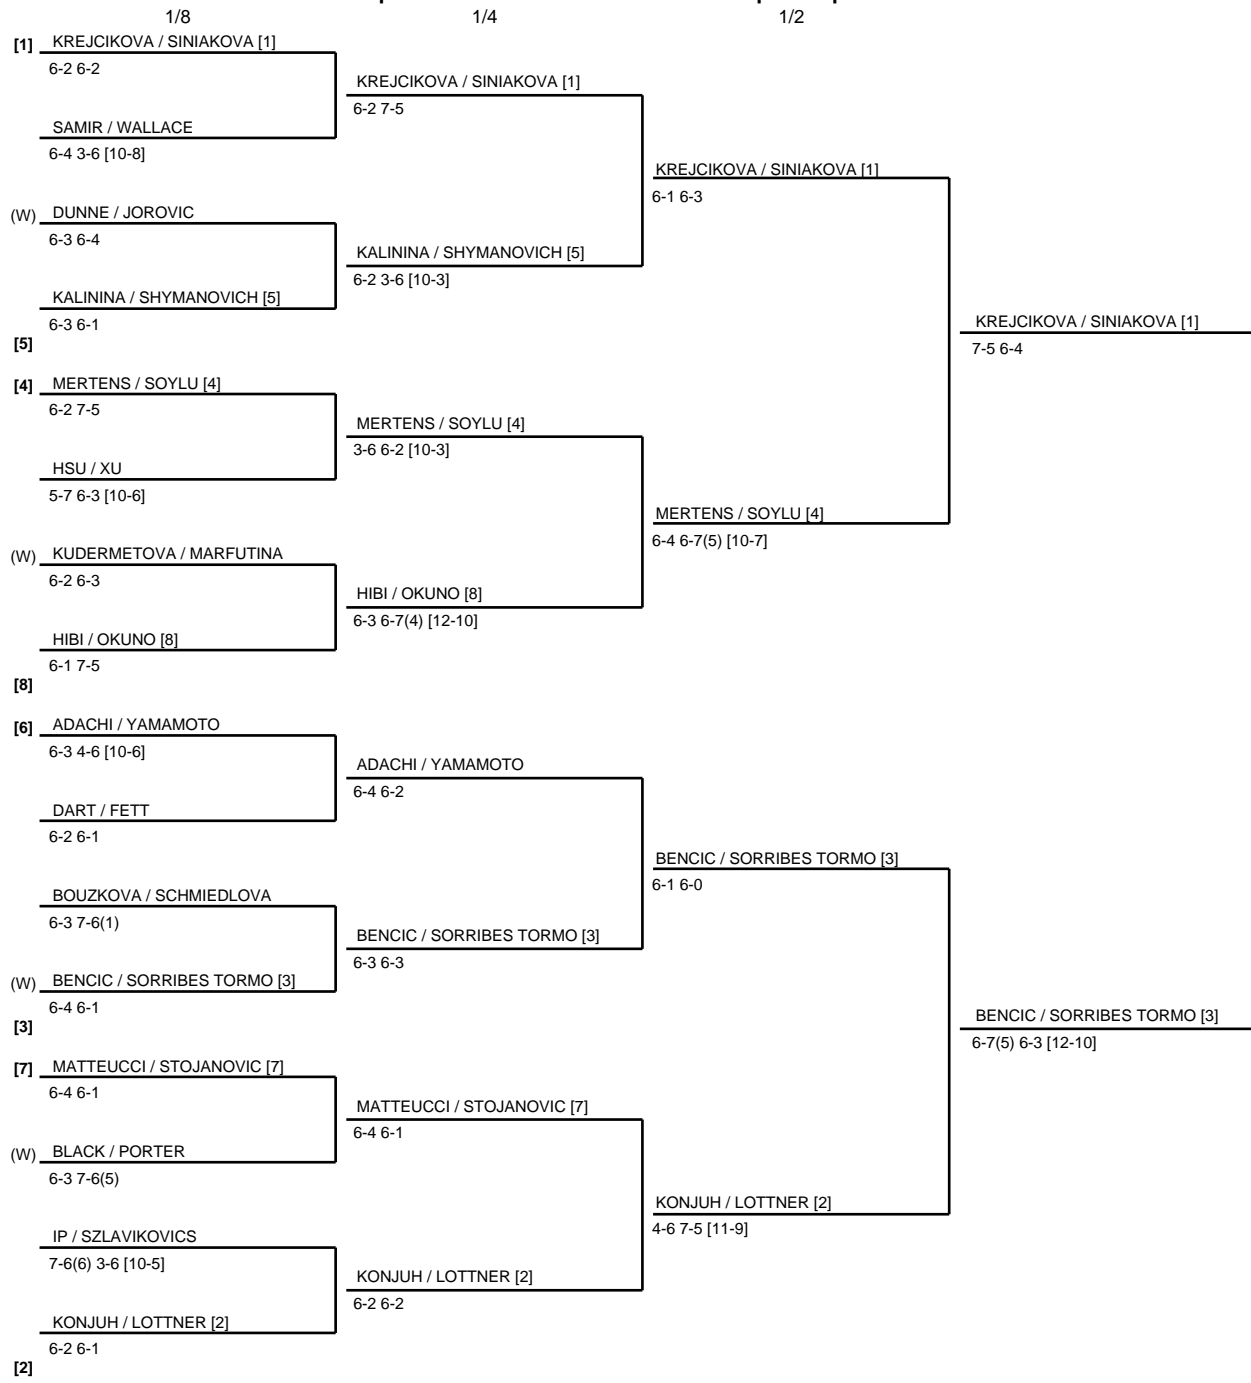 1/8
1/4
1/2
[1] KREJCIKOVA / SINIAKOVA [1]
6-2 6-2
KREJCIKOVA / SINIAKOVA [1]
6-2 7-5
SAMIR / WALLACE
6-4 3-6 [10-8]
KREJCIKOVA / SINIAKOVA [1]
6-1 6-3
(W) DUNNE / JOROVIC
6-3 6-4
KALININA / SHYMANOVICH [5]
6-2 3-6 [10-3]
KALININA / SHYMANOVICH [5]
6-3 6-1
[5]
KREJCIKOVA / SINIAKOVA [1]
7-5 6-4
[4] MERTENS / SOYLU [4]
6-2 7-5
MERTENS / SOYLU [4]
3-6 6-2 [10-3]
HSU / XU
5-7 6-3 [10-6]
MERTENS / SOYLU [4]
6-4 6-7(5) [10-7]
(W) KUDERMETOVA / MARFUTINA
6-2 6-3
HIBI / OKUNO [8]
6-3 6-7(4) [12-10]
HIBI / OKUNO [8]
6-1 7-5
[8]
[6] ADACHI / YAMAMOTO
6-3 4-6 [10-6]
ADACHI / YAMAMOTO
6-4 6-2
DART / FETT
6-2 6-1
BENCIC / SORRIBES TORMO [3]
6-1 6-0
BOUZKOVA / SCHMIEDLOVA
6-3 7-6(1)
BENCIC / SORRIBES TORMO [3]
6-3 6-3
(W) BENCIC / SORRIBES TORMO [3]
6-4 6-1
[3]
BENCIC / SORRIBES TORMO [3]
6-7(5) 6-3 [12-10]
[7] MATTEUCCI / STOJANOVIC [7]
6-4 6-1
MATTEUCCI / STOJANOVIC [7]
6-4 6-1
(W) BLACK / PORTER
6-3 7-6(5)
KONJUH / LOTTNER [2]
4-6 7-5 [11-9]
IP / SZLAVIKOVICS
7-6(6) 3-6 [10-5]
KONJUH / LOTTNER [2]
6-2 6-2
KONJUH / LOTTNER [2]
6-2 6-1
[2]